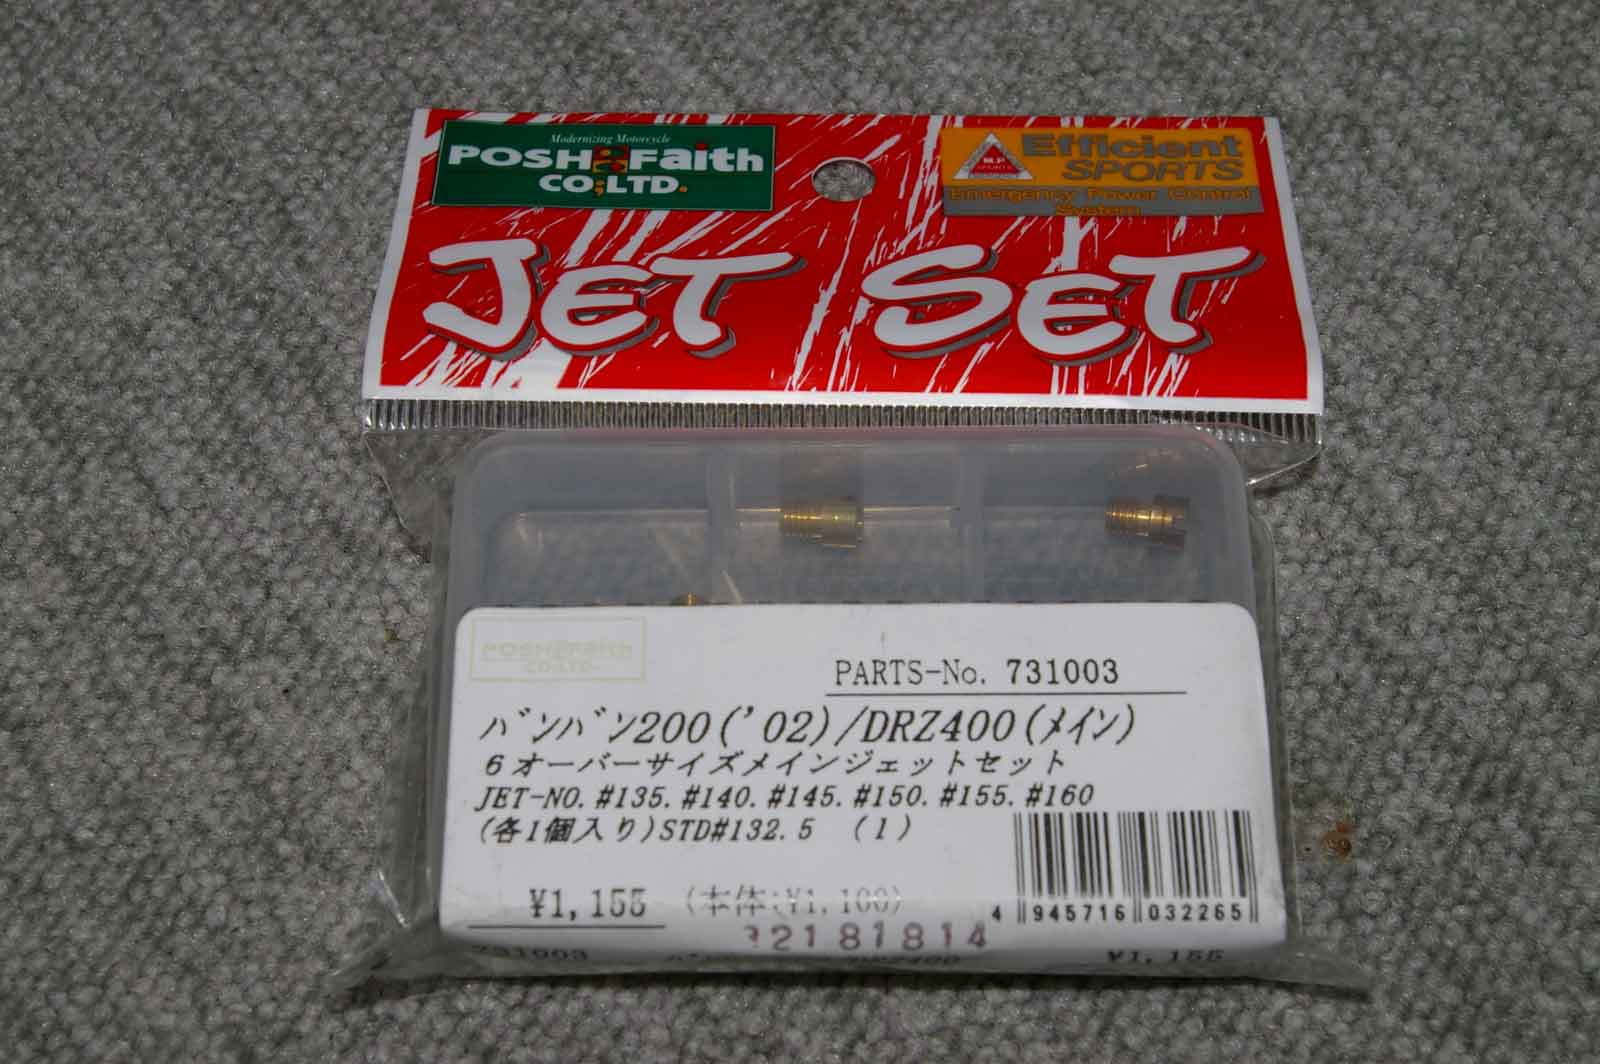 Modernizing Motorcycle
POSH Faith
CO;LTD.
M.P
SPORTS
Efficient
SPORTS
Emergency Power Control
System
JET SET
POSH Faith
CO;LTD.
PARTS-No. 731003
バンバン200('02)/DRZ400(メイン)
6オーバーサイズメインジェットセット
JET-NO. #135. #140. #145. #150. #155. #160
(各1個入り)STD#132.5 (1)
¥1,155 (本体:¥1,100)
4 945716 032265
2181814
731003
DRZ400
¥1,155